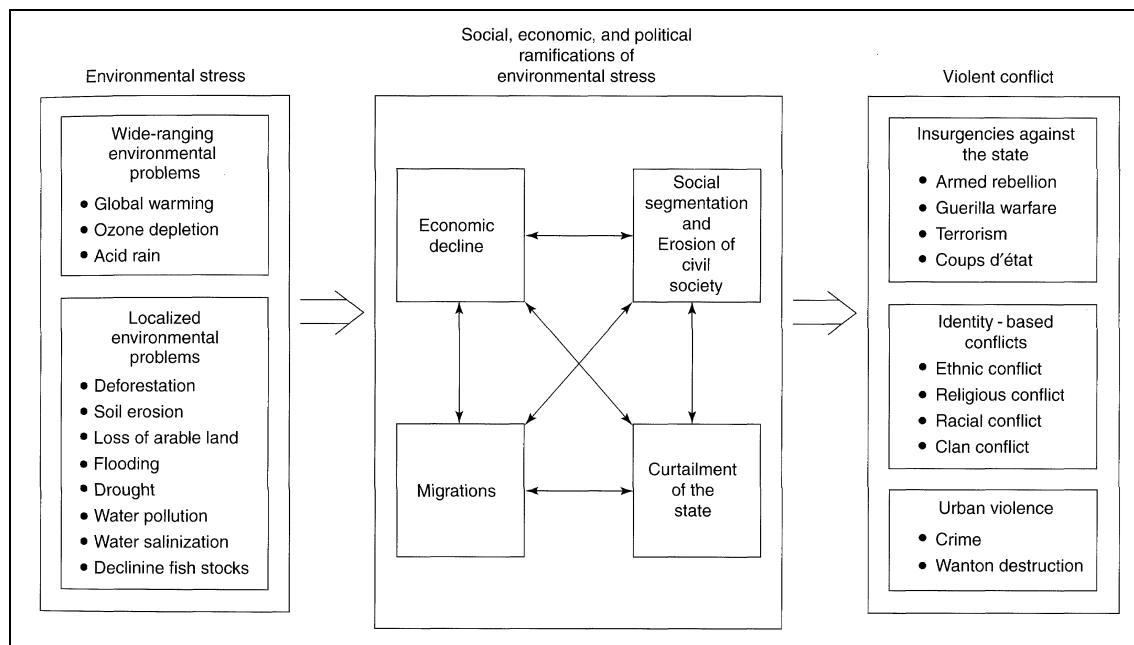 Environmental stress
Wide-ranging
environmental
problems
● Global warming
● Ozone depletion
● Acid rain
Localized
environmental
problems
● Deforestation
● Soil erosion
● Loss of arable land
● Flooding
● Drought
● Water pollution
● Water salinization
● Declinine fish stocks
Social, economic, and political
ramifications of
environmental stress
Economic
decline
Social
segmentation
and
Erosion of
civil
society
Migrations
Curtailment
of the
state
Violent conflict
Insurgencies against
the state
● Armed rebellion
● Guerilla warfare
● Terrorism
● Coups d'état
Identity - based
conflicts
● Ethnic conflict
● Religious conflict
● Racial conflict
● Clan conflict
Urban violence
● Crime
● Wanton destruction